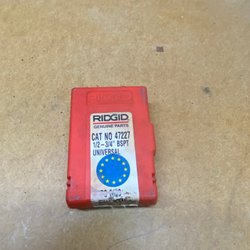 RIDGID
GENUINE PARTS
CAT NO 47227
1/2-3/4" BSPT
UNIVERSAL